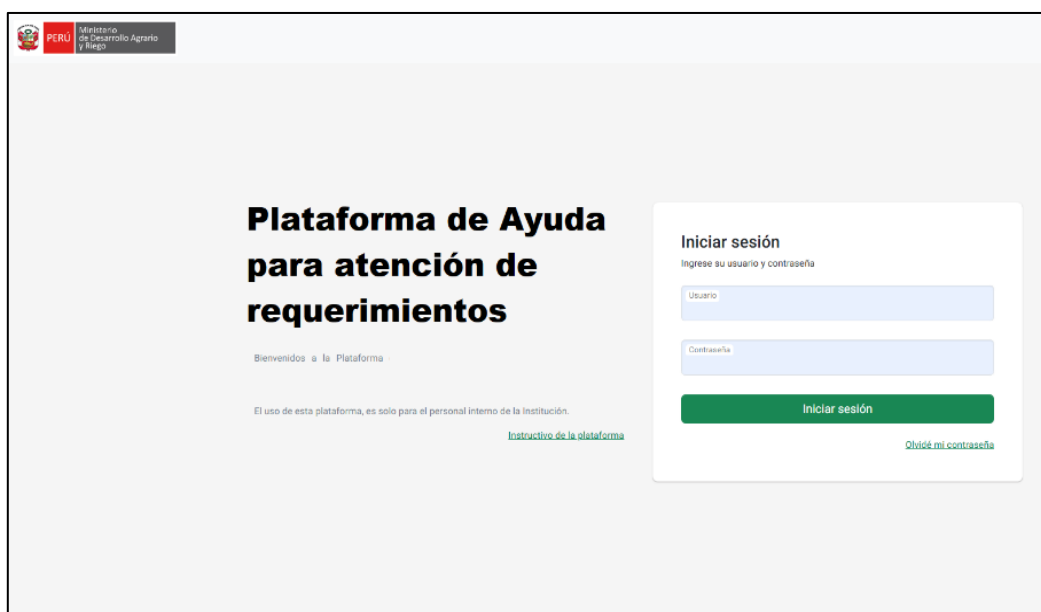 PERÚ
Ministerio
de Desarrollo Agrario
y Riego
Plataforma de Ayuda
para atención de
requerimientos
Bienvenidos a la Plataforma
El uso de esta plataforma, es solo para el personal interno de la Institución.
Instructivo de la plataforma
Iniciar sesión
Ingrese su usuario y contraseña
Usuario
Contraseña
Iniciar sesión
Olvidé mi contraseña